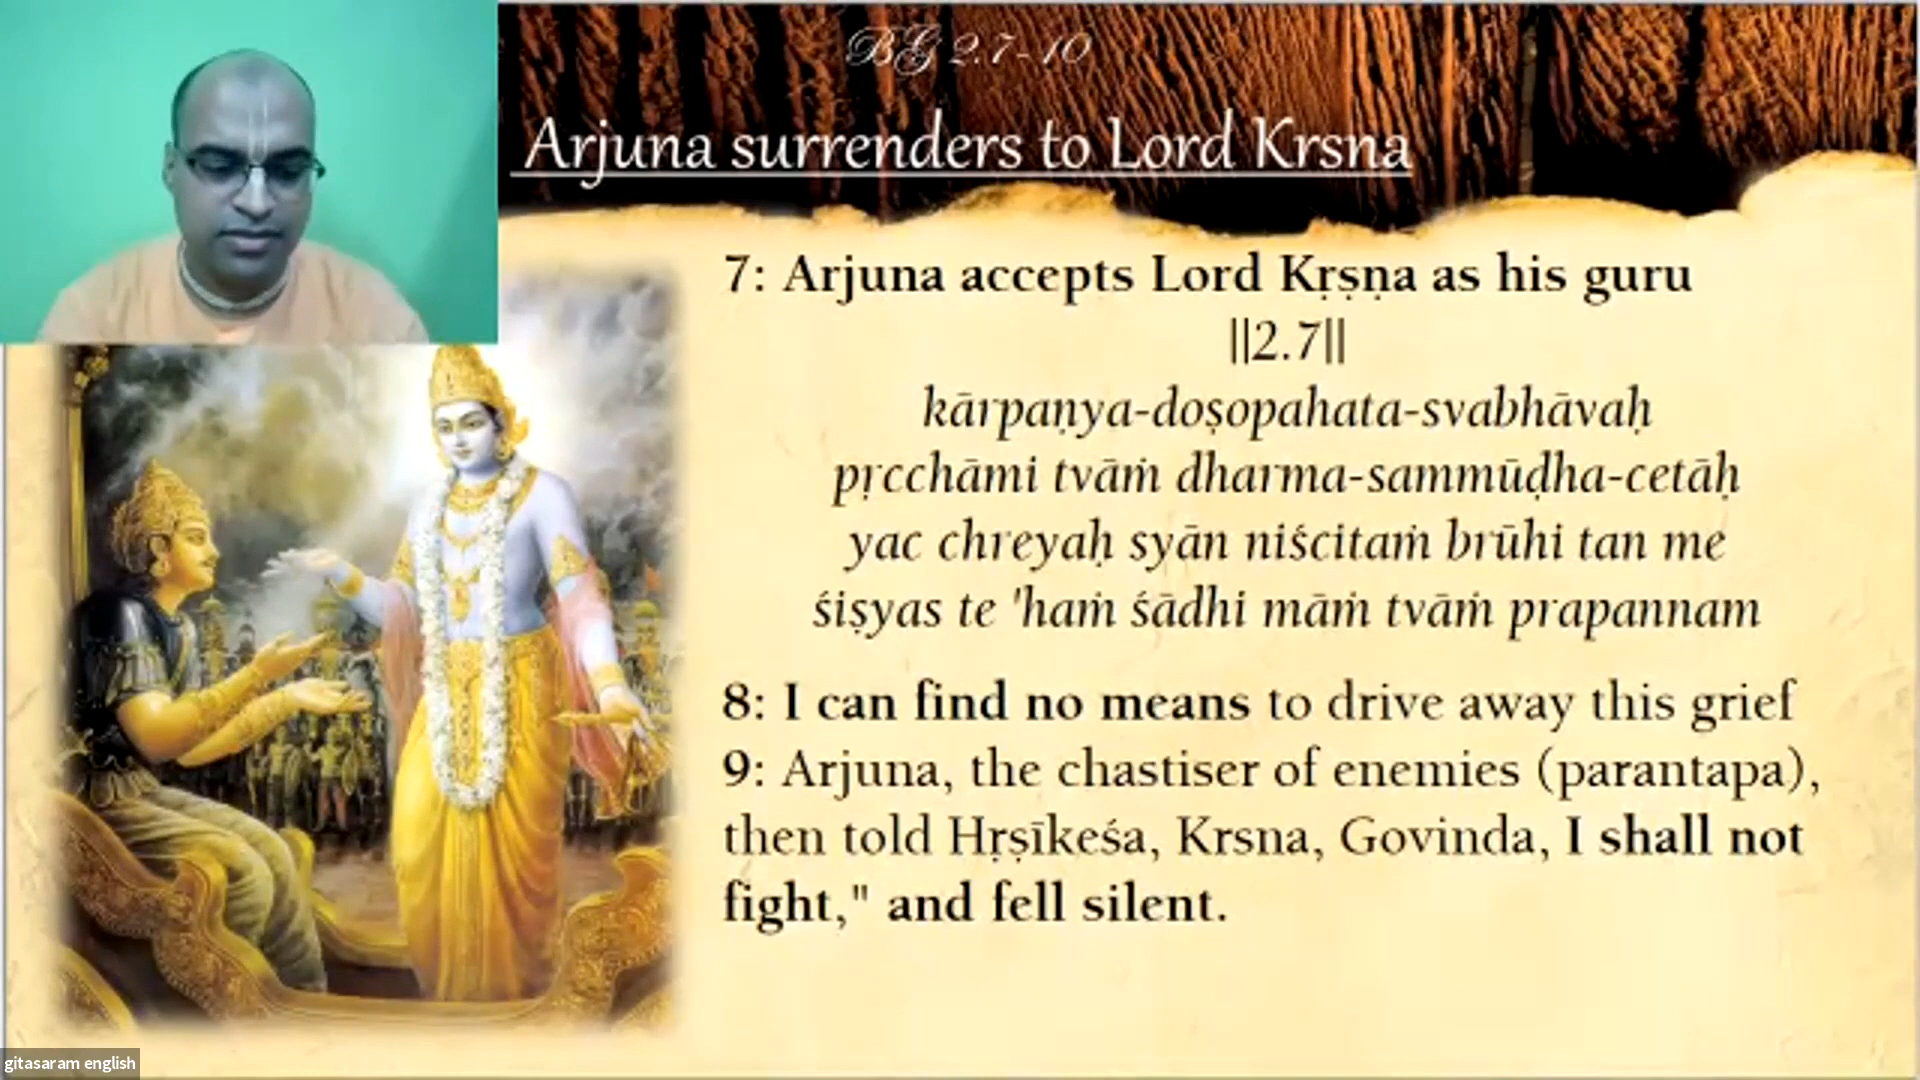 BG 2.7-10
Arjuna surrenders to Lord Krsna
7: Arjuna accepts Lord Kṛṣṇa as his guru
||2.7||
kārpaṇya-doṣopahata-svabhāvaḥ
pṛcchāmi tvāṁ dharma-sammūḍha-cetāḥ
yac chreyaḥ syān niścitaṁ brūhi tan me
śiṣyas te 'haṁ śādhi māṁ tvāṁ prapannam
8: I can find no means to drive away this grief
9: Arjuna, the chastiser of enemies (parantapa),
then told Hṛṣīkeśa, Krsna, Govinda, I shall not
fight," and fell silent.
gitasaram english